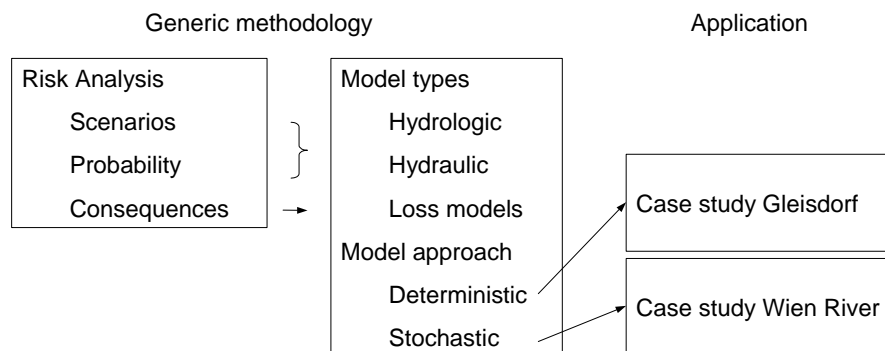 Generic methodology
Application
Risk Analysis
Scenarios
Probability
Consequences
Model types
Hydrologic
Hydraulic
Loss models
Model approach
Deterministic
Stochastic
Case study Gleisdorf
Case study Wien River